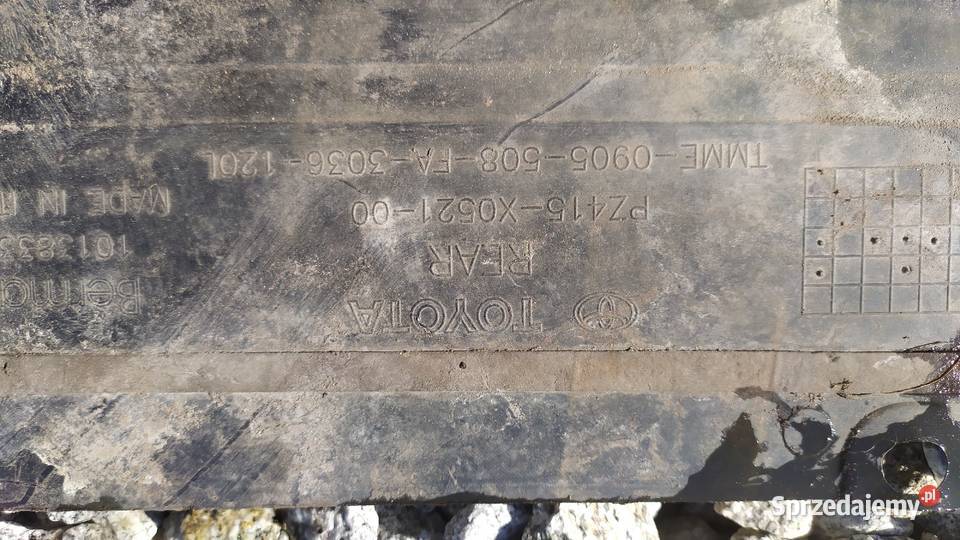 TOYOTA
REAR
PZ415-X0521-00
TMME-0905-508-FA-3036-120L
MADE IN
Sprzedajemy.pl